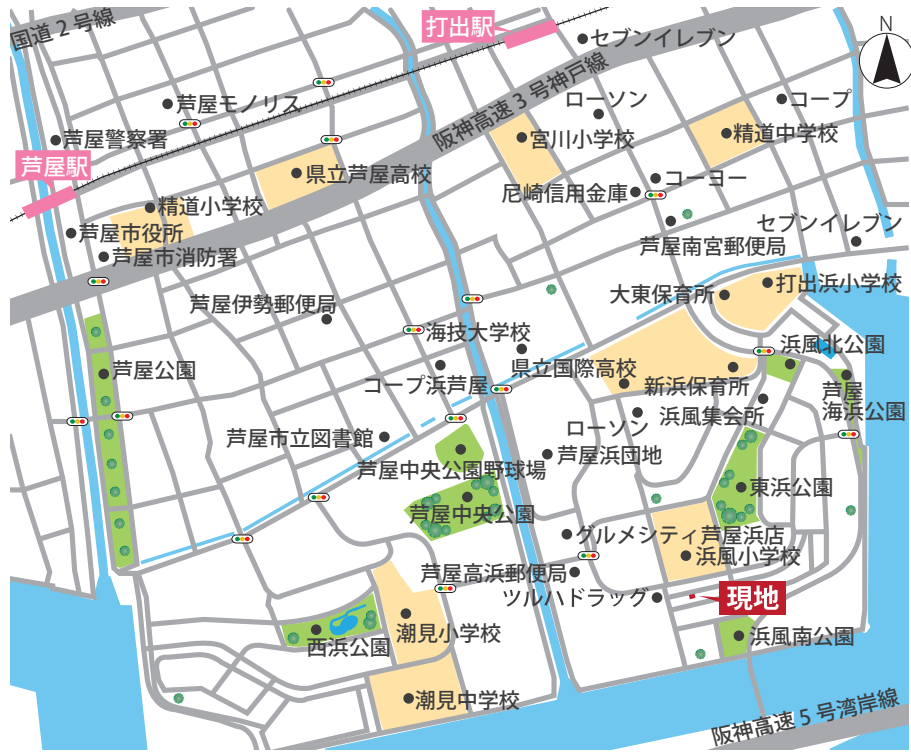 国道2号線
打出駅
セブンイレブン
N
阪神高速3号神戸線
芦屋モノリス
ローソン
コープ
芦屋警察署
宮川小学校
精道中学校
芦屋駅
県立芦屋高校
コーヨー
尼崎信用金庫
精道小学校
芦屋市役所
セブンイレブン
芦屋南宮郵便局
芦屋市消防署
打出浜小学校
大東保育所
芦屋伊勢郵便局
海技大学校
浜風北公園
芦屋公園
コープ浜芦屋
県立国際高校
新浜保育所
芦屋
海浜公園
浜風集会所
ローソン
芦屋市立図書館
芦屋浜団地
芦屋中央公園野球場
東浜公園
芦屋中央公園
グルメシティ芦屋浜店
浜風小学校
芦屋高浜郵便局
ツルハドラッグ
現地
潮見小学校
浜風南公園
西浜公園
潮見中学校
阪神高速5号湾岸線